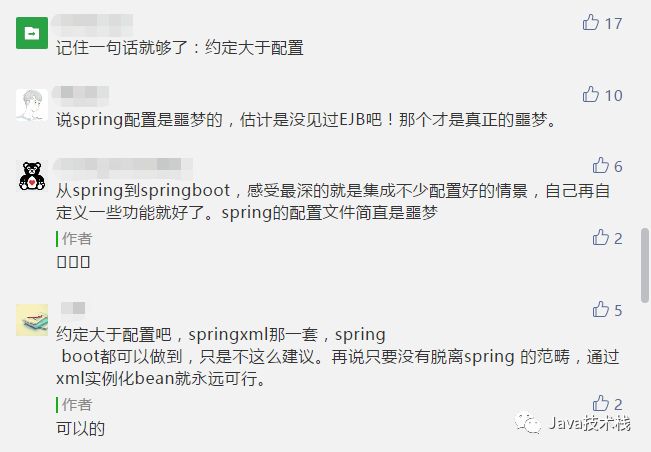 17
记住一句话就够了：约定大于配置
10
说spring配置是噩梦的，估计是没见过EJB吧！那个才是真正的噩梦。
6
从spring到springboot，感受最深的就是集成不少配置好的情景，自己再自
定义一些功能就好了。spring的配置文件简直是噩梦
作者
2
5
约定大于配置吧，springxml那一套，spring
boot都可以做到，只是不这么建议。再说只要没有脱离spring 的范畴，通过
xml实例化bean就永远可行。
作者
2
可以的
Java技术栈